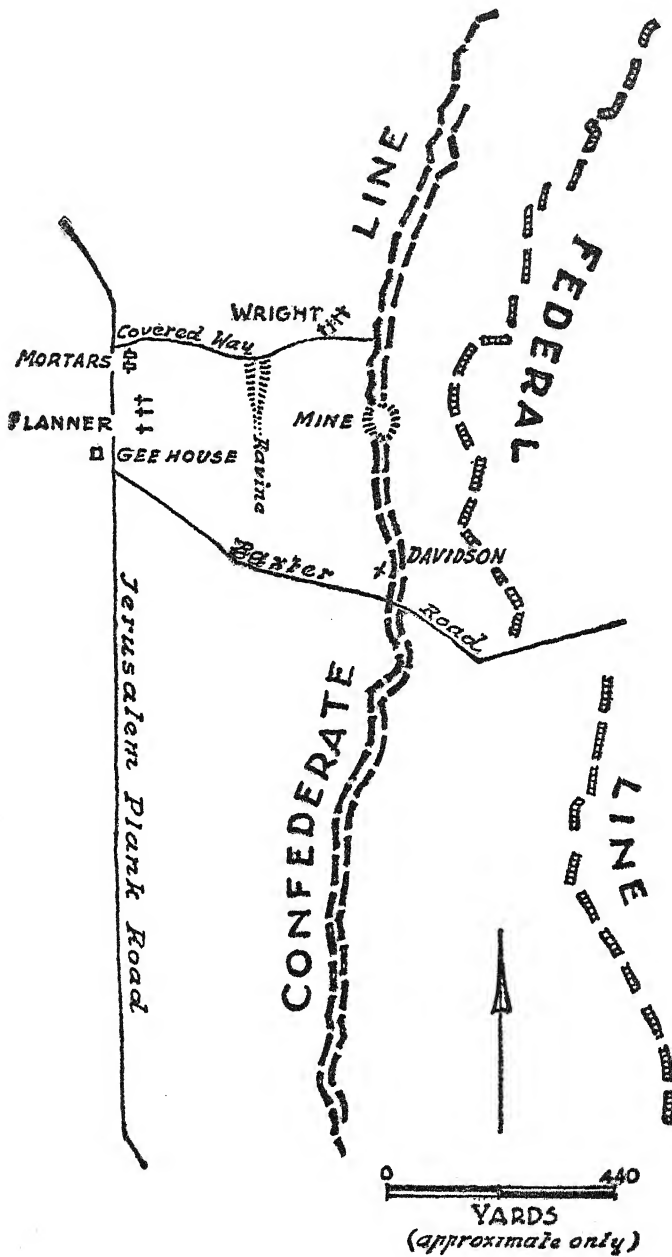 LINE
FEDERAL
WRIGHT
Covered Way
MORTARS
PLANNER
MINE
GEE HOUSE
Ravine
DAVIDSON
Baxter
Road
Jerusalem Plank Road
CONFEDERATE
LINE
0 440
YARDS
(approximate only)